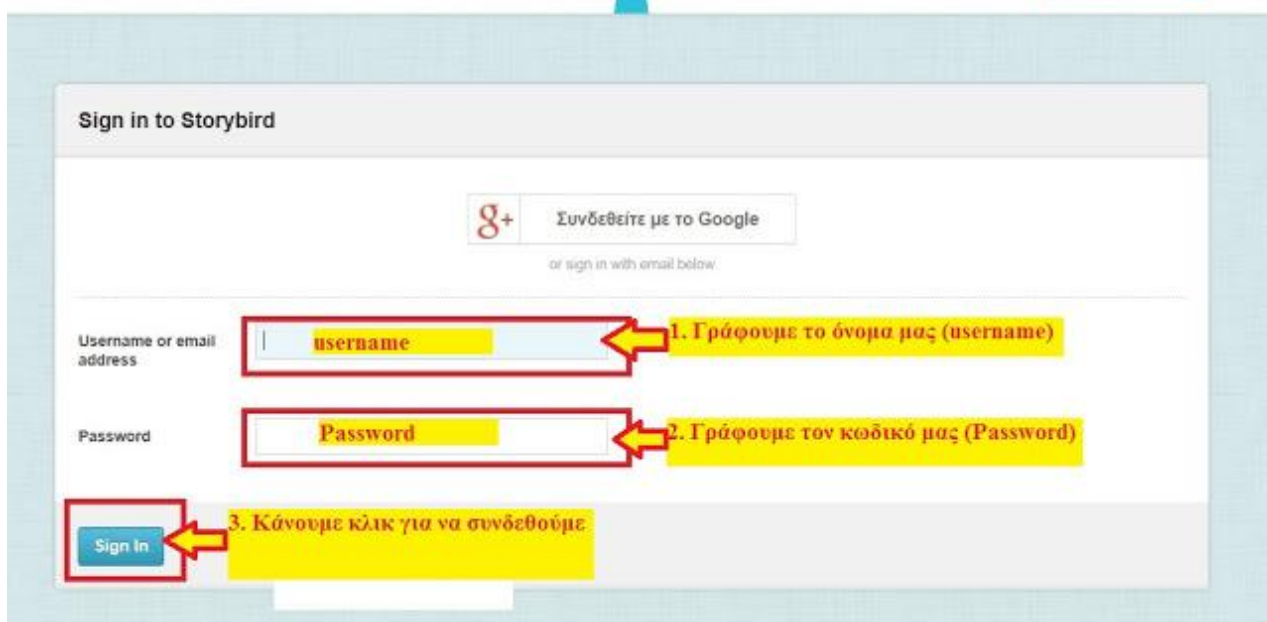 Sign in to Storybird
g+ Συνδεθείτε με το Google
or sign in with email below
Username or email
address
username
1. Γράφουμε το όνομα μας (username)
Password
Password
2. Γράφουμε τον κωδικό μας (Password)
Sign In
3. Κάνουμε κλικ για να συνδεθούμε